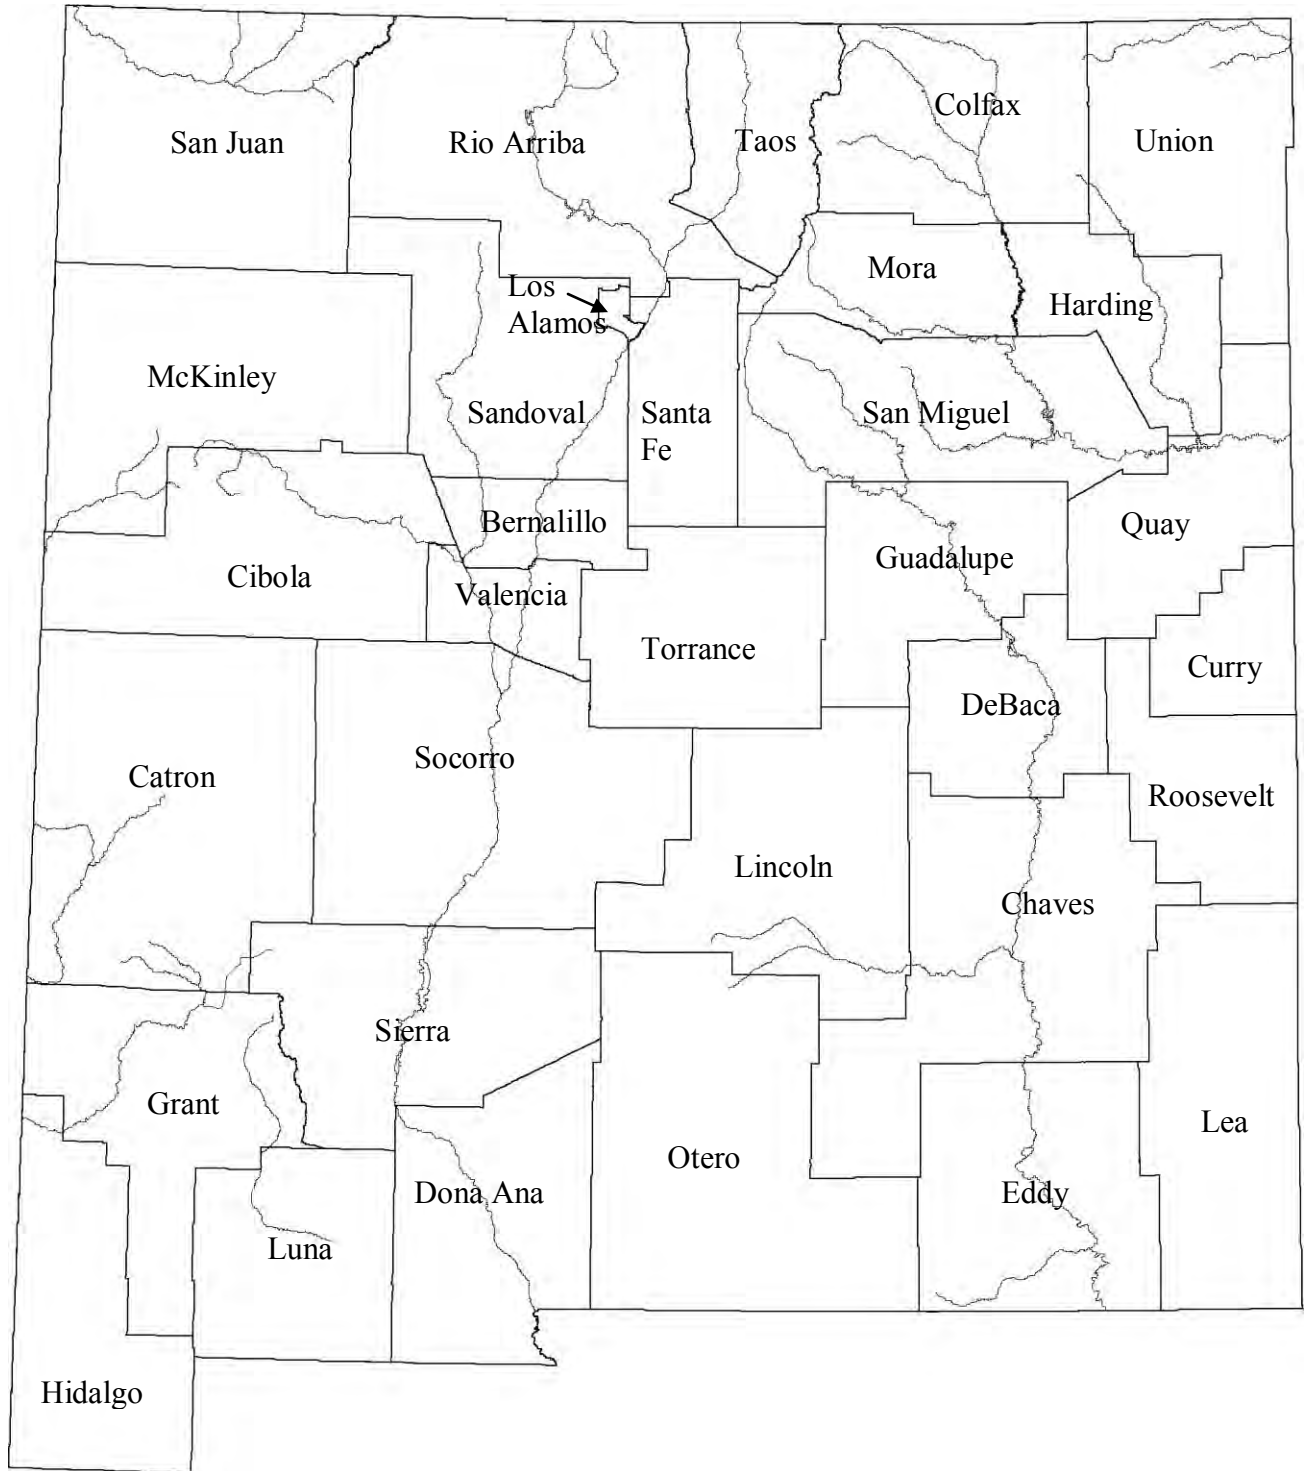 Colfax
San Juan
Rio Arriba
Taos
Union
Mora
Los
Alamos
Harding
McKinley
Sandoval
Santa
Fe
San Miguel
Bernalillo
Quay
Guadalupe
Cibola
Valencia
Torrance
Curry
DeBaca
Socorro
Catron
Roosevelt
Lincoln
Chaves
Sierra
Grant
Lea
Otero
Dona Ana
Eddy
Luna
Hidalgo